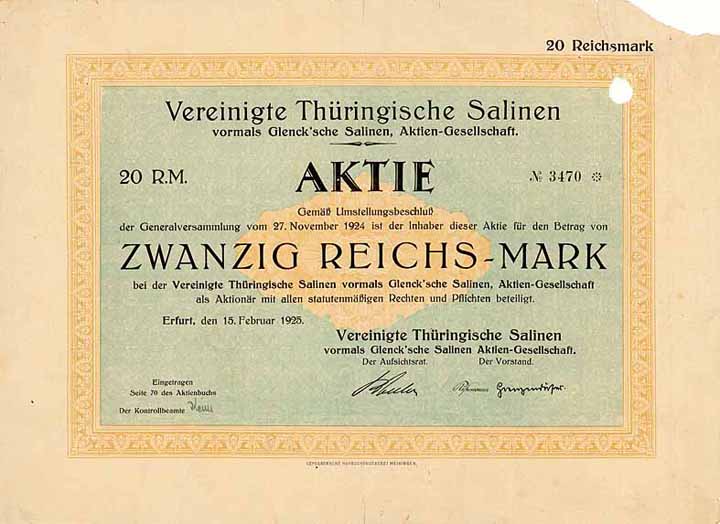 20 Reichsmark
Vereinigte Thüringische Salinen
vormals Glenck'sche Salinen, Aktien-Gesellschaft.
20 R.M. AKTIE № 3470
Gemäß Umstellungsbeschluß
der Generalversammlung vom 27. November 1924 ist der Inhaber dieser Aktie für den Betrag von
ZWANZIG REICHS-MARK
bei der Vereinigte Thüringische Salinen vormals Glenck'sche Salinen, Aktien-Gesellschaft
als Aktionär mit allen statutenmäßigen Rechten und Pflichten beteiligt.
Erfurt, den 15. Februar 1925.
Vereinigte Thüringische Salinen
vormals Glenck'sche Salinen Aktien-Gesellschaft.
Der Aufsichtsrat. Der Vorstand.
Eingetragen
Seite 70 des Aktienbuchs
Der Kontrollbeamte
MEININGEN.